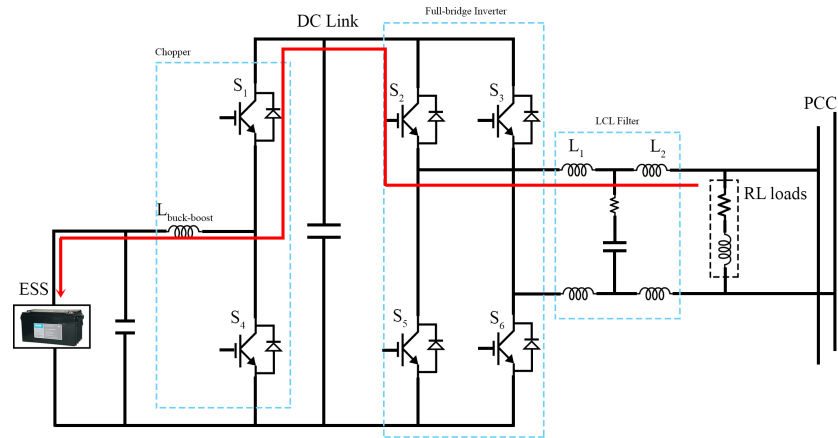 Full-bridge Inverter
DC Link
Chopper
S1
S2
S3
PCC
LCL Filter
L1
L2
RL loads
Lbuck-boost
ESS
S4
S5
S6